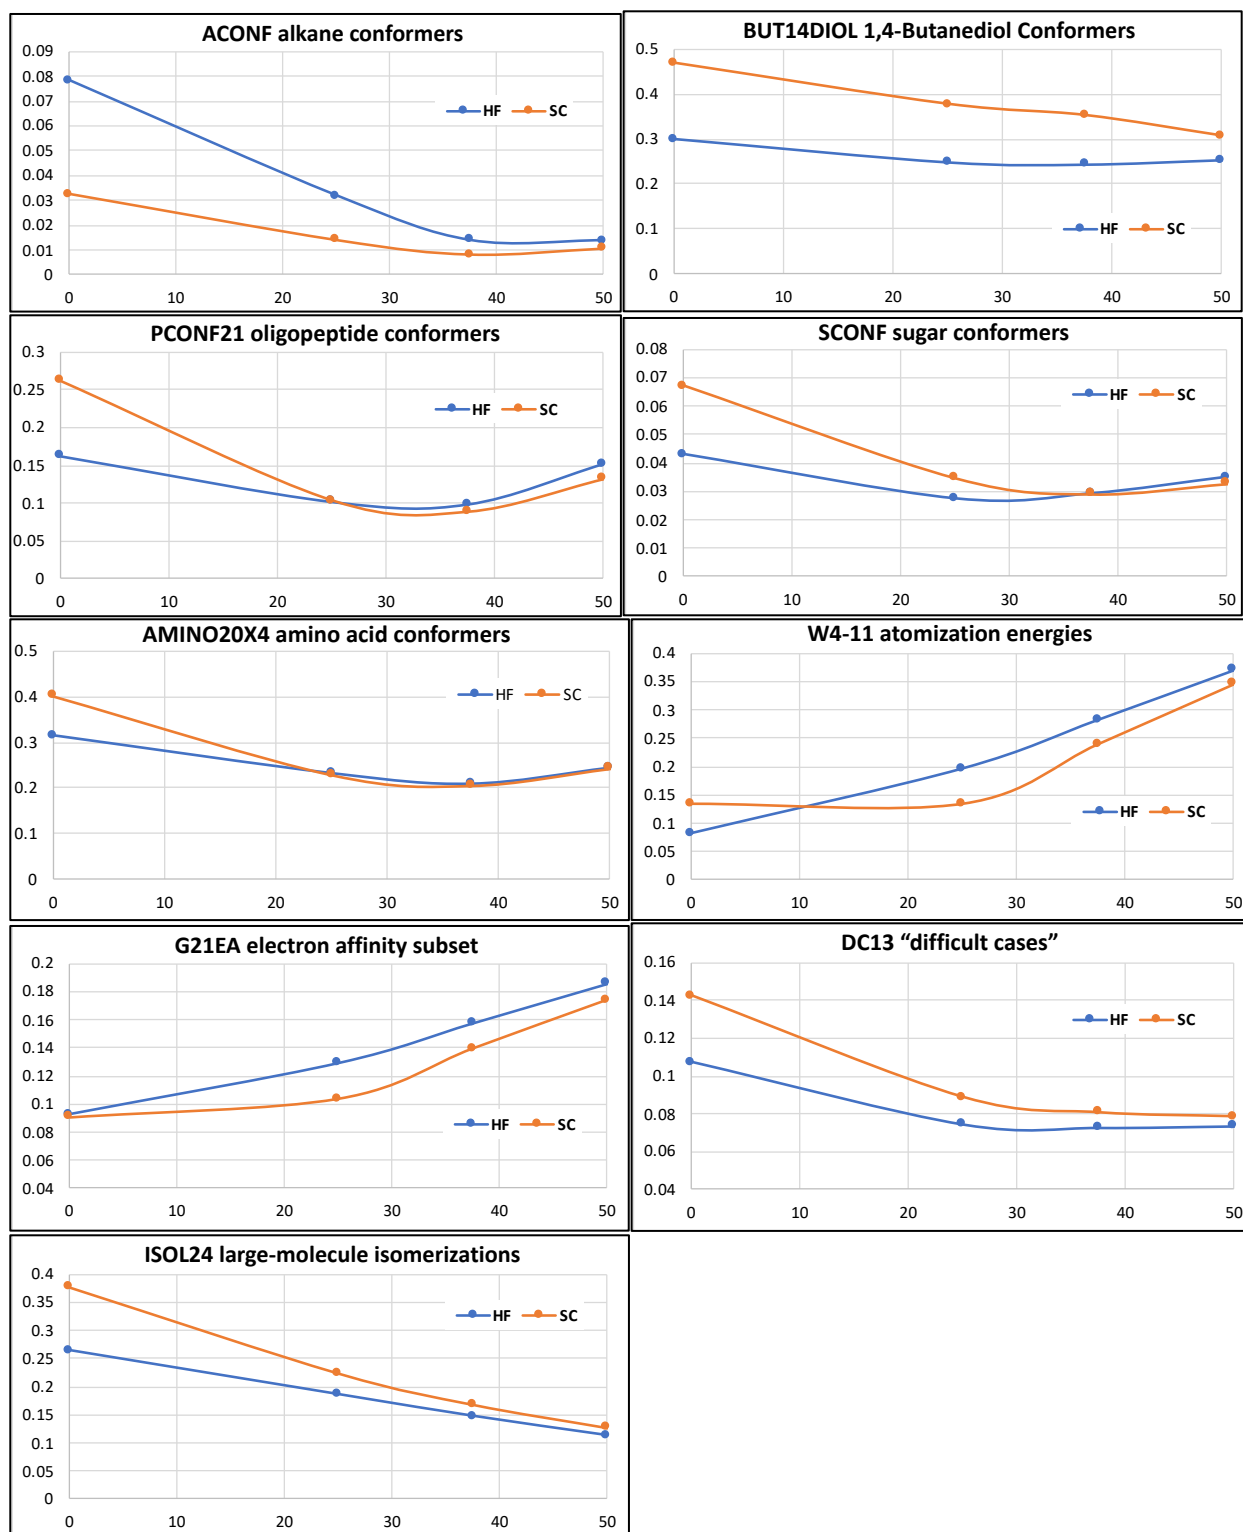 ACONF alkane conformers
0.09
0.08
0.07
0.06
0.05
0.04
0.03
0.02
0.01
0
HF SC
0 10 20 30 40 50
BUT14DIOL 1,4-Butanediol Conformers
0.5
0.4
0.3
0.2
0.1
0
HF SC
0 10 20 30 40 50
PCONF21 oligopeptide conformers
0.3
0.25
0.2
0.15
0.1
0.05
0
HF SC
0 10 20 30 40 50
SCONF sugar conformers
0.08
0.07
0.06
0.05
0.04
0.03
0.02
0.01
0
HF SC
0 10 20 30 40 50
AMINO20X4 amino acid conformers
0.5
0.4
0.3
0.2
0.1
0
HF SC
0 10 20 30 40 50
W4-11 atomization energies
0.4
0.35
0.3
0.25
0.2
0.15
0.1
0.05
0
HF SC
0 10 20 30 40 50
G21EA electron affinity subset
0.2
0.18
0.16
0.14
0.12
0.1
0.08
0.06
0.04
HF SC
0 10 20 30 40 50
DC13 “difficult cases”
0.16
0.14
0.12
0.1
0.08
0.06
0.04
HF SC
0 10 20 30 40 50
ISOL24 large-molecule isomerizations
0.4
0.35
0.3
0.25
0.2
0.15
0.1
0.05
0
HF SC
0 10 20 30 40 50